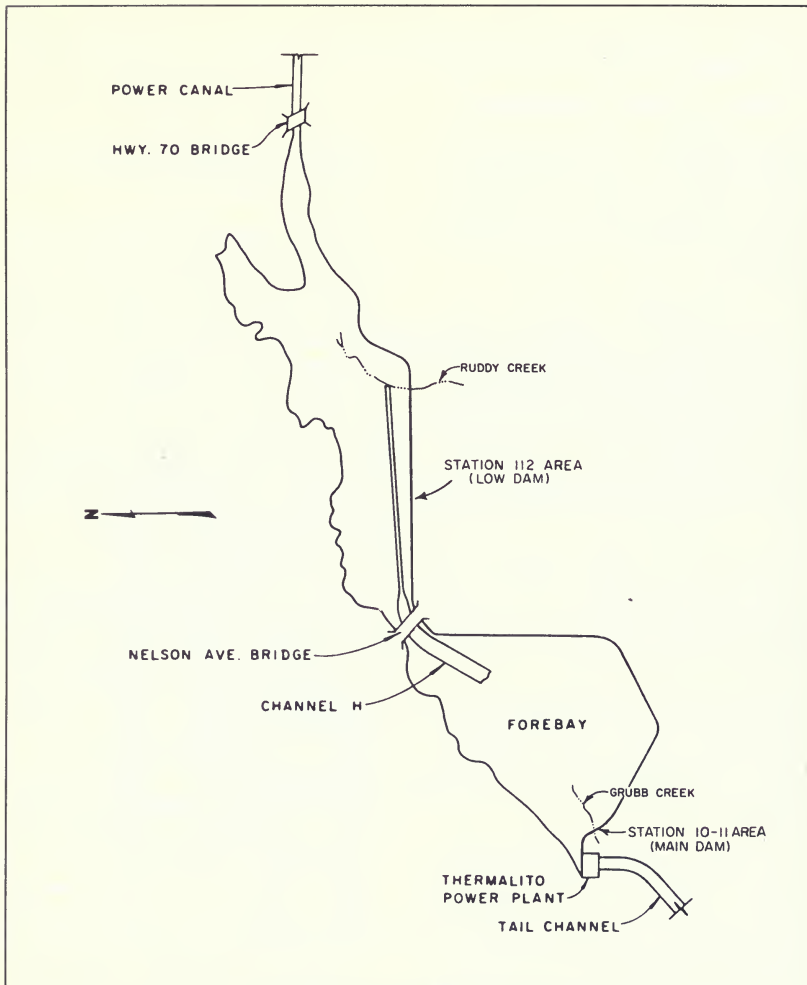 POWER CANAL
HWY. 70 BRIDGE
RUDDY CREEK
STATION 112 AREA
(LOW DAM)
N
NELSON AVE. BRIDGE
CHANNEL H
FOREBAY
GRUBB CREEK
STATION 10-11 AREA
(MAIN DAM)
THERMALITO
POWER PLANT
TAIL CHANNEL